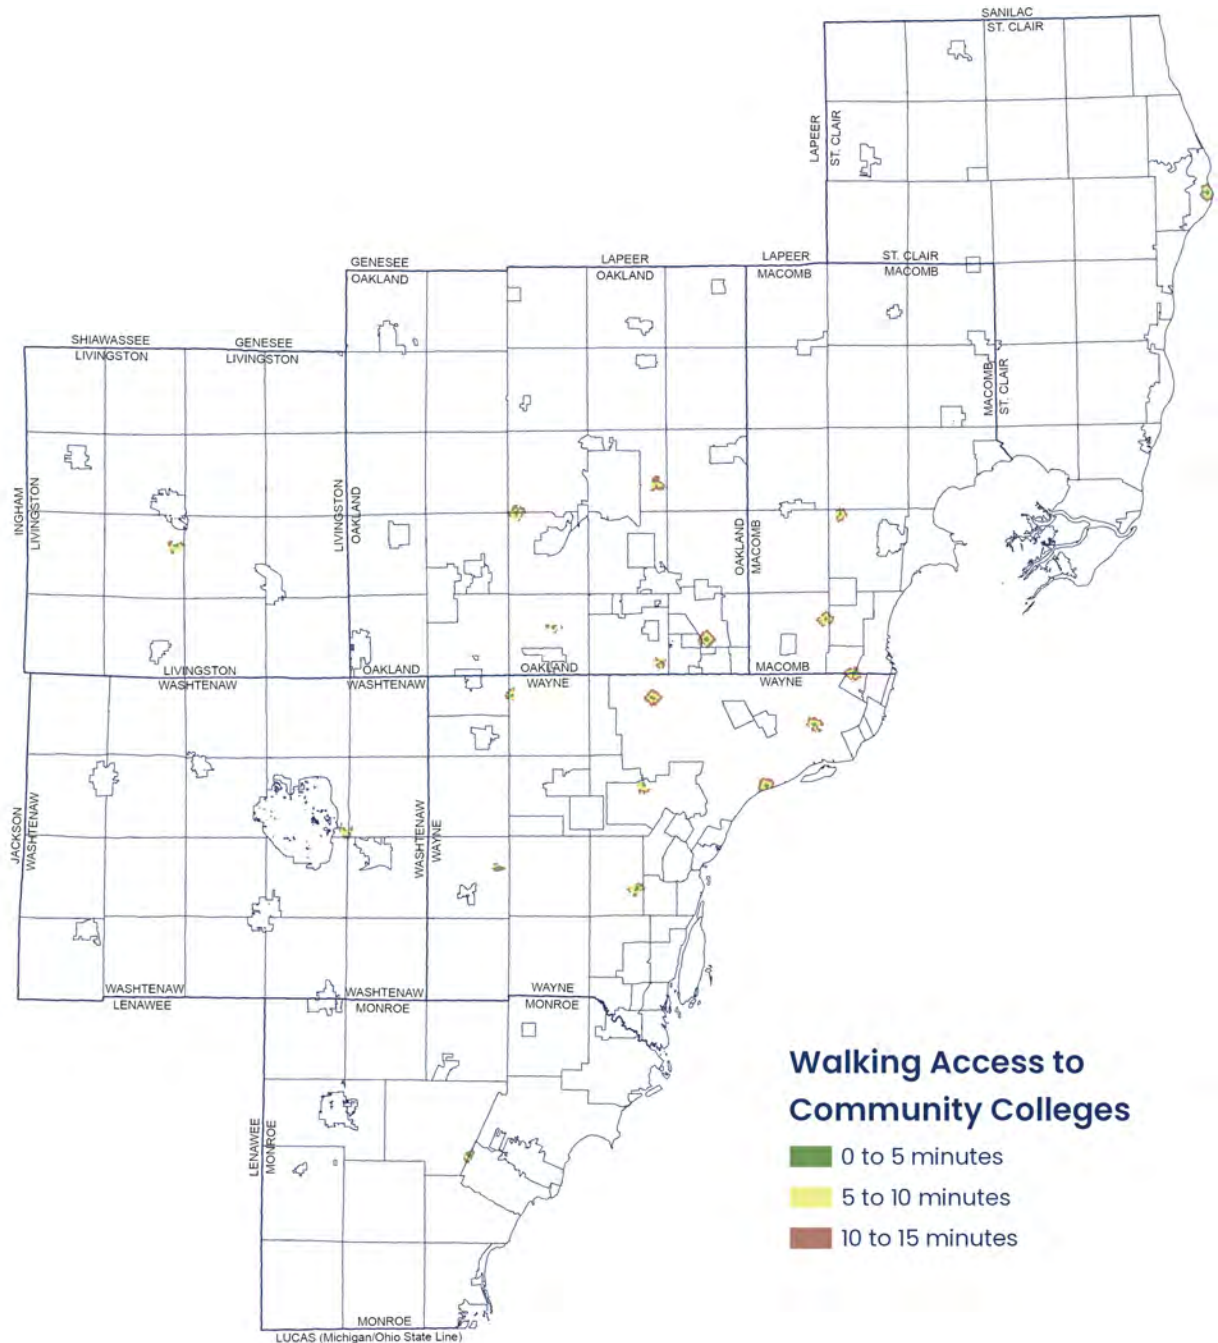 SANILAC
ST. CLAIR
LAPEER
ST. CLAIR
GENESEE
OAKLAND
LAPEER
OAKLAND
LAPEER
MACOMB
ST. CLAIR
MACOMB
SHIAWASSEE
LIVINGSTON
GENESEE
LIVINGSTON
MACOMB
ST. CLAIR
INGHAM
LIVINGSTON
LIVINGSTON
OAKLAND
OAKLAND
MACOMB
LIVINGSTON
WASHTENAW
OAKLAND
WASHTENAW
OAKLAND
WAYNE
MACOMB
WAYNE
JACKSON
WASHTENAW
WASHTENAW
WAYNE
WASHTENAW
LENAWEE
WASHTENAW
MONROE
WAYNE
MONROE
LENAWEE
MONROE
MONROE
LUCAS (Michigan/Ohio State Line)
Walking Access to
Community Colleges
0 to 5 minutes
5 to 10 minutes
10 to 15 minutes